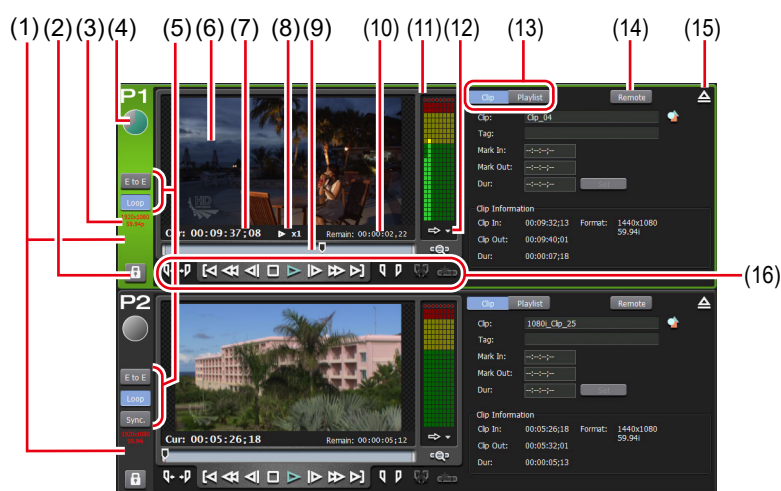 (1) (2) (3) (4) (5) (6) (7) (8) (9) (10) (11) (12) (13) (14) (15)
P1
Clip Playlist Remote
Clip: Clip_04
Tag:
Mark In: --:--:--;--
Mark Out: --:--:--;--
Dur: --:--:--;-- Set
E to E
Loop
1920x1080
59.94p
HD
Cur: 00:09:37;08 x1 Remain: 00:00:02,22
Clip Information
Clip In: 00:09:32;13 Format: 1440x1080
59.94i
Clip Out: 00:09:40;01
Dur: 00:00:07;18
(16)
P2
Clip Playlist Remote
Clip: 1080i_Clip_25
Tag:
Mark In: --:--:--;--
Mark Out: --:--:--;--
Dur: --:--:--;-- Set
E to E
Loop
Sync.
Cur: 00:05:26;18 Remain: 00:00:05;12
Clip Information
Clip In: 00:05:26;18 Format: 1440x1080
59.94i
Clip Out: 00:05:32;01
Dur: 00:00:05;13